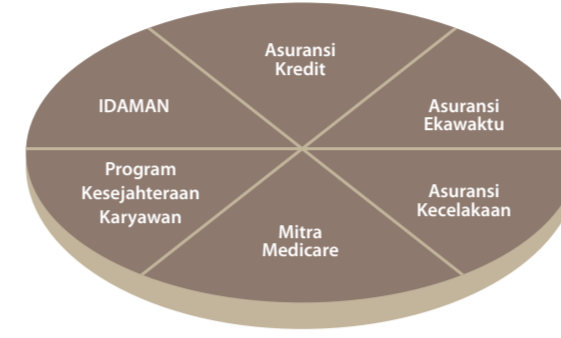 Asuransi
Kredit
IDAMAN
Asuransi
Ekawaktu
Program
Kesejahteraan
Karyawan
Asuransi
Kecelakaan
Mitra
Medicare